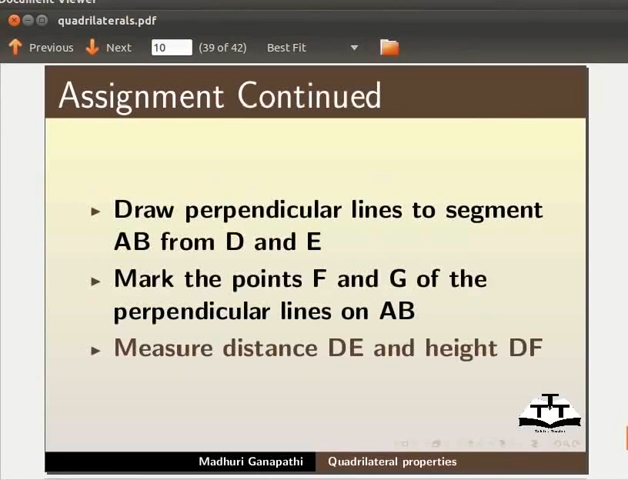 Document Viewer
quadrilaterals.pdf
Previous Next 10 (39 of 42) Best Fit
Assignment Continued
Draw perpendicular lines to segment
AB from D and E
Mark the points F and G of the
perpendicular lines on AB
Measure distance DE and height DF
Madhuri Ganapathi Quadrilateral properties